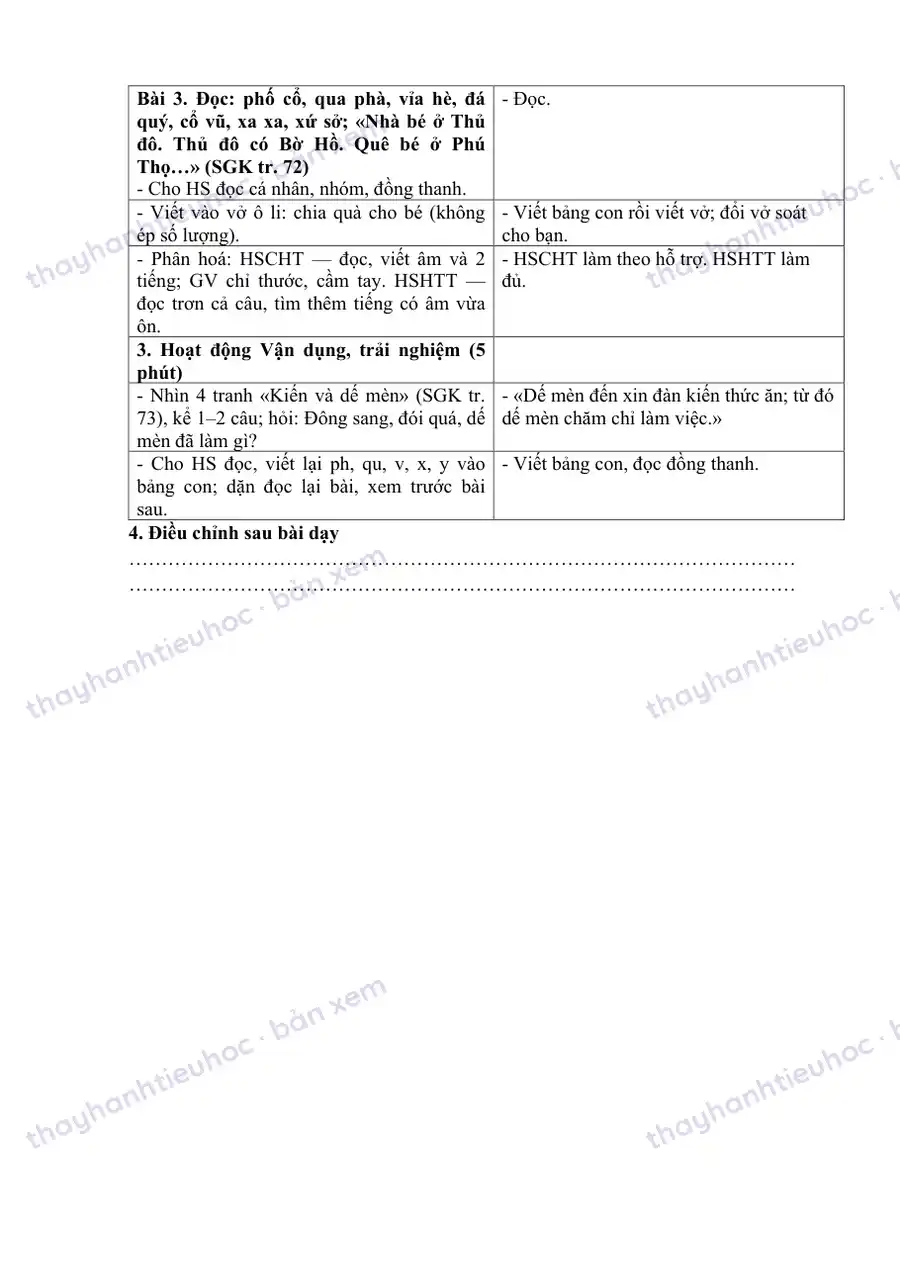 Bài 3. Đọc: phố cổ, qua phà, vỉa hè, đá
quý, cổ vũ, xa xa, xứ sở; «Nhà bé ở Thủ
đô. Thủ đô có Bờ Hồ. Quê bé ở Phú
Thọ…» (SGK tr. 72)
- Cho HS đọc cá nhân, nhóm, đồng thanh.
- Đọc.
- Viết vào vở ô li: chia quà cho bé (không
ép số lượng).
- Viết bảng con rồi viết vở; đổi vở soát
cho bạn.
- Phân hoá: HSCHT — đọc, viết âm và 2
tiếng; GV chỉ thước, cầm tay. HSHTT —
đọc trơn cả câu, tìm thêm tiếng có âm vừa
ôn.
- HSCHT làm theo hỗ trợ. HSHTT làm
đủ.
3. Hoạt động Vận dụng, trải nghiệm (5
phút)
- Nhìn 4 tranh «Kiến và dế mèn» (SGK tr.
73), kể 1–2 câu; hỏi: Đông sang, đói quá, dế
mèn đã làm gì?
- «Dế mèn đến xin đàn kiến thức ăn; từ đó
dế mèn chăm chỉ làm việc.»
- Cho HS đọc, viết lại ph, qu, v, x, y vào
bảng con; dặn đọc lại bài, xem trước bài
sau.
- Viết bảng con, đọc đồng thanh.
4. Điều chỉnh sau bài dạy
……………………………………………………………………………………………
……………………………………………………………………………………………
thayhanhtieuhoc · bản xem
thayhanhtieuhoc · b
thayhanhtieuhoc · bản xem
thayhanhtieuhoc · b
thayhanhtieuhoc · bản xem
thayhanhtieuhoc · b